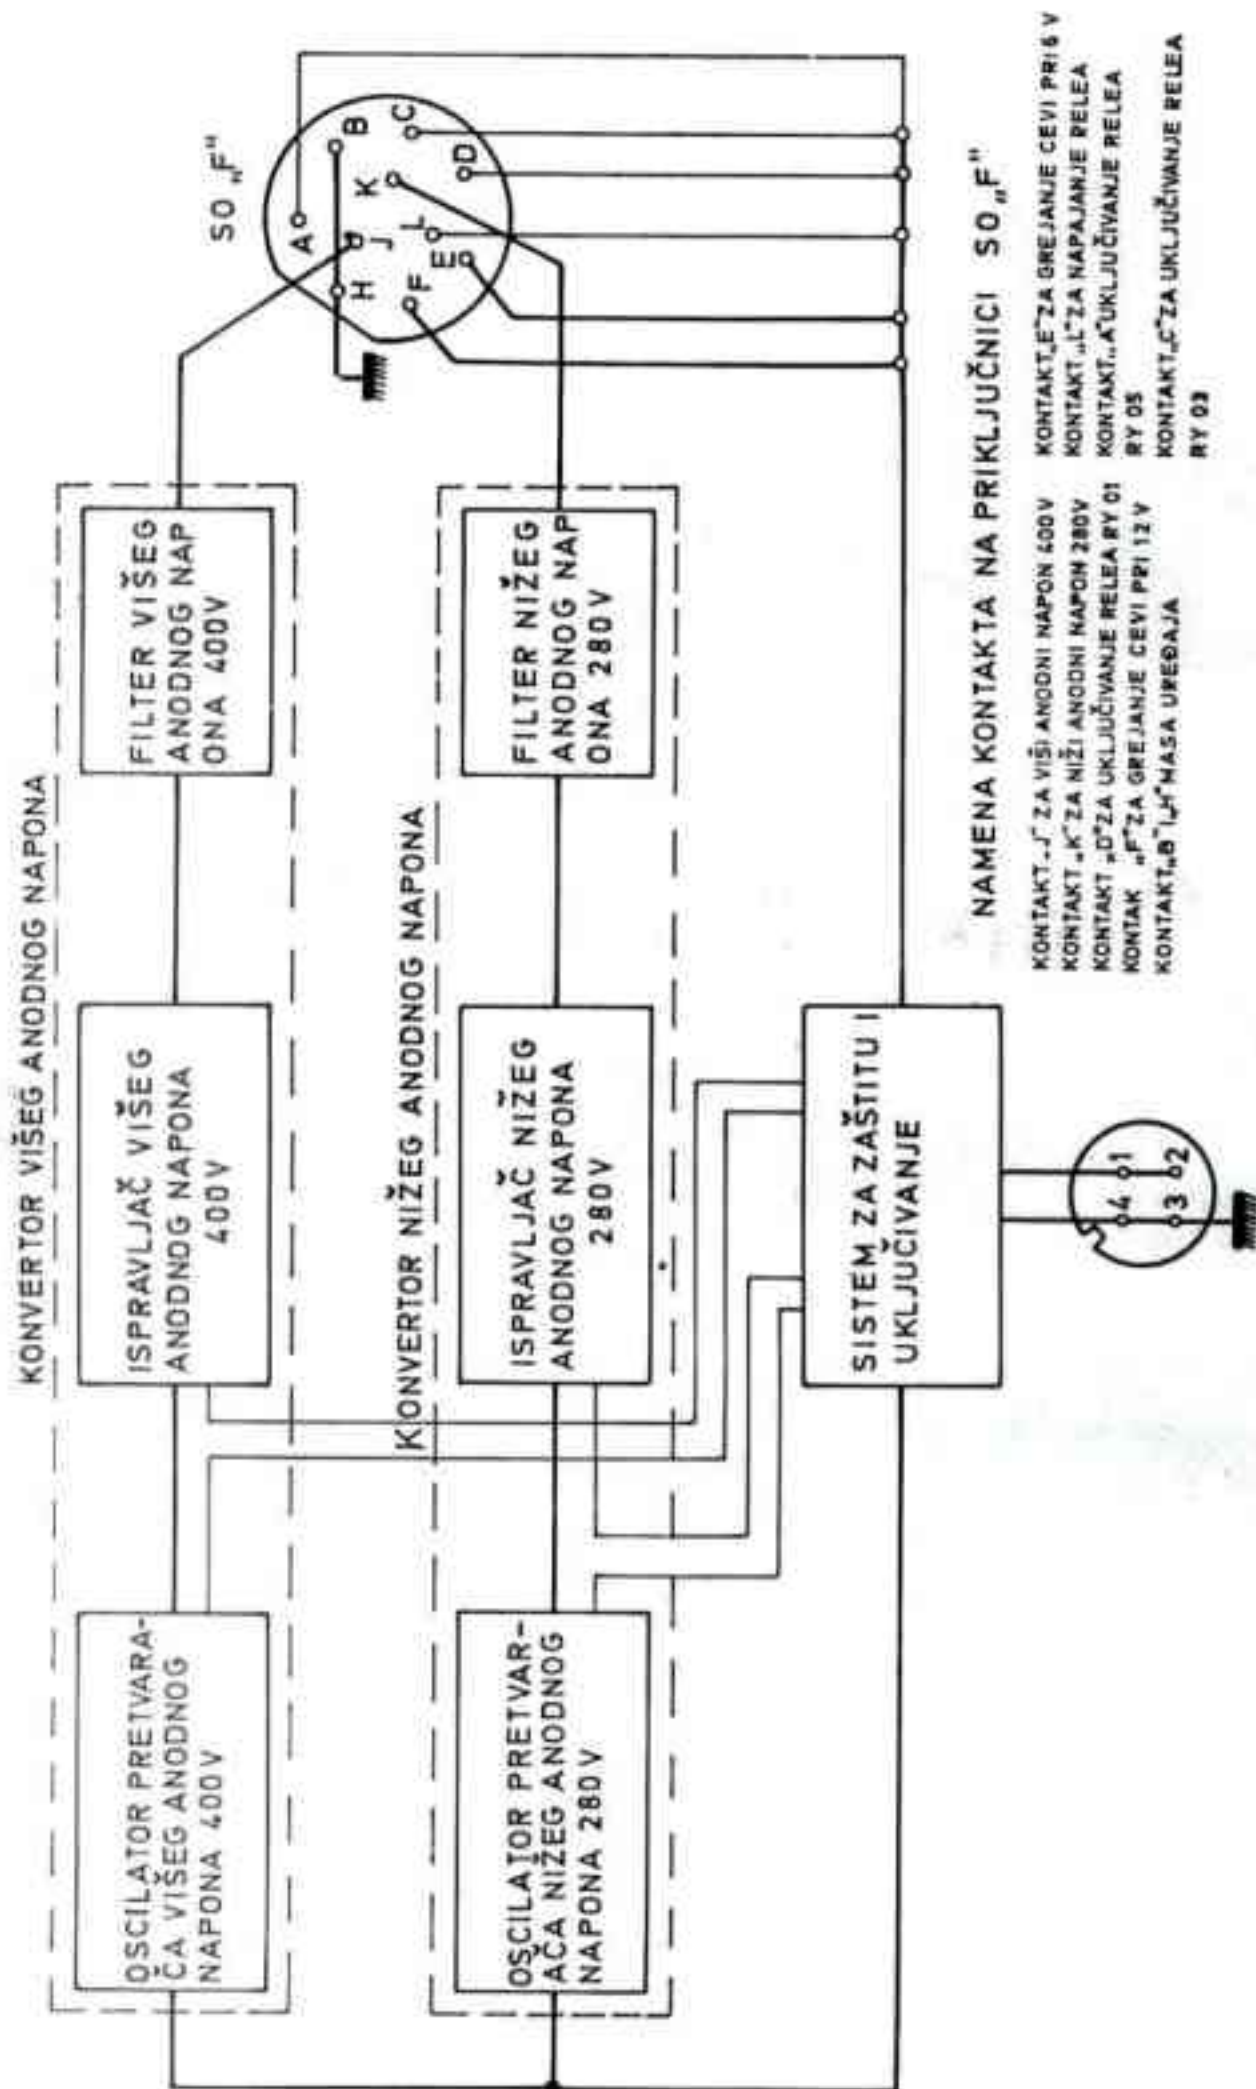 KONVERTOR VIŠEG ANODNOG NAPONA
OSCILATOR PRETVARA-
ČA VIŠEG ANODNOG
NAPONA 400V
ISPRAVLJAČ VIŠEG
ANODNOG NAPONA
400V
FILTER VIŠEG
ANODNOG NAP
ONA 400V
SO „F"
A
B
H
J
K
C
F
E
L
D
KONVERTOR NIŽEG ANODNOG NAPONA
OSCILATOR PRETVAR-
AČA NIŽEG ANODNOG
NAPONA 280V
ISPRAVLJAČ NIŽEG
ANODNOG NAPONA
280V
FILTER NIŽEG
ANODNOG NAP
ONA 280V
SISTEM ZA ZAŠTITU I
UKLJUČIVANJE
4 1
3 2
NAMENA KONTAKTA NA PRIKLJUČNICI SO „F"
KONTAKT „J" ZA VIŠI ANODNI NAPON 400V
KONTAKT „K" ZA NIŽI ANODNI NAPON 280V
KONTAKT „D" ZA UKLJUČIVANJE RELEA RY 01
KONTAK „F" ZA GREJANJE CEVI PRI 12V
KONTAKT „B" I „H" MASA UREĐAJA
KONTAKT „E" ZA GREJANJE CEVI PRI 6 V
KONTAKT „L" ZA NAPAJANJE RELEA
KONTAKT „A" UKLJUČIVANJE RELEA
RY 05
KONTAKT „C" ZA UKLJUČIVANJE RELEA
RY 03